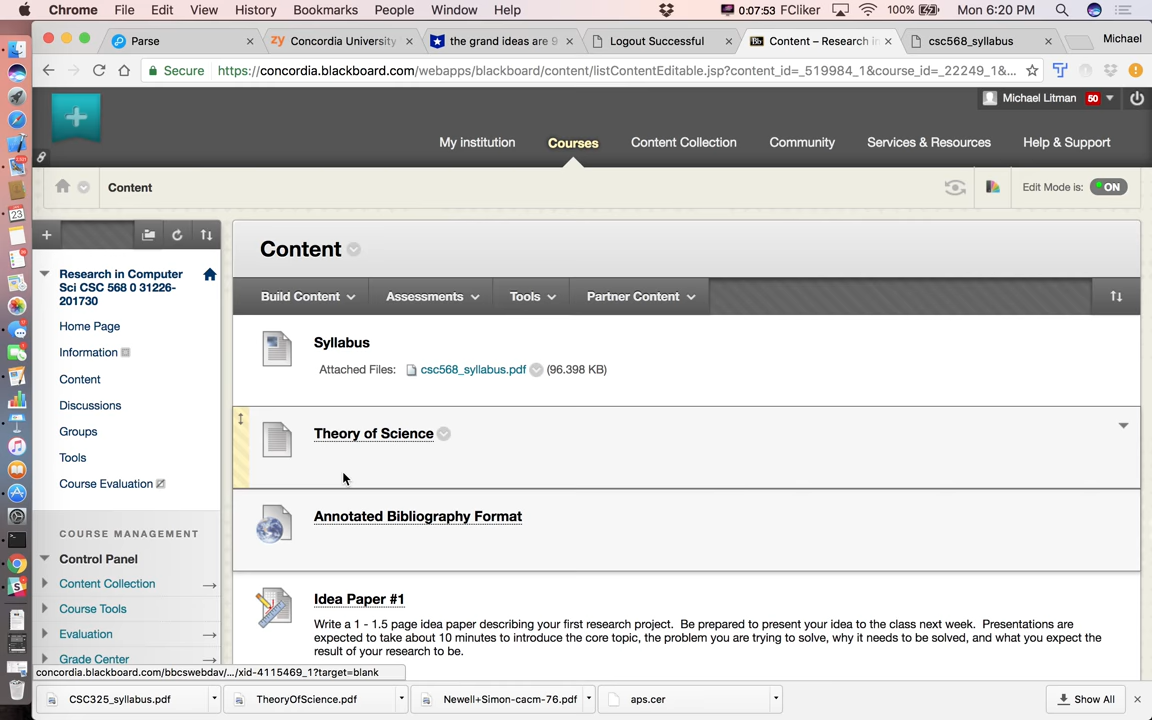 Chrome File Edit View History Bookmarks People Window Help 0:07:53 FCliker 100% Mon 6:20 PM
Parse Concordia University the grand ideas are 9 Logout Successful Content – Research in csc568_syllabus Michael
Secure https://concordia.blackboard.com/webapps/blackboard/content/listContentEditable.jsp?content_id=_519984_1&course_id=_22249_1&...
Michael Litman 50
My institution Courses Content Collection Community Services & Resources Help & Support
Content Edit Mode is: ON
Content
Research in Computer
Sci CSC 568 0 31226-
201730
Home Page
Information
Content
Discussions
Groups
Tools
Course Evaluation
COURSE MANAGEMENT
Control Panel
Content Collection
Course Tools
Evaluation
Grade Center
Build Content Assessments Tools Partner Content
Syllabus
Attached Files: csc568_syllabus.pdf (96.398 KB)
Theory of Science
Annotated Bibliography Format
Idea Paper #1
Write a 1 - 1.5 page idea paper describing your first research project. Be prepared to present your idea to the class next week. Presentations are
expected to take about 10 minutes to introduce the core topic, the problem you are trying to solve, why it needs to be solved, and what you expect the
result of your research to be.
concordia.blackboard.com/bbcswebdav/.../xid-4115469_1?target=blank
CSC325_syllabus.pdf TheoryOfScience.pdf Newell+Simon-cacm-76.pdf aps.cer Show All